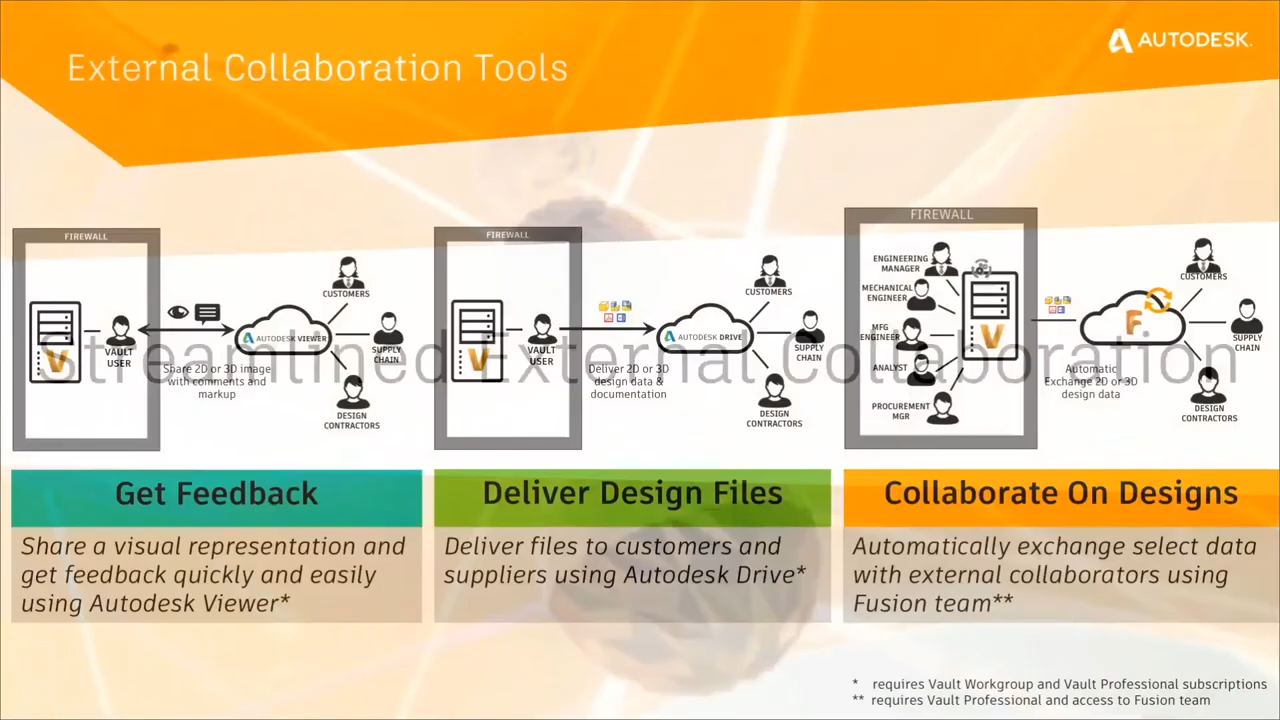 External Collaboration Tools
AUTODESK.
Streamlined External Collaboration
FIREWALL
VAULT
USER
Share 2D or 3D image
with comments and
markup
AUTODESK VIEWER
CUSTOMERS
SUPPLY
CHAIN
DESIGN
CONTRACTORS
FIREWALL
VAULT
USER
Deliver 2D or 3D
design data &
documentation
AUTODESK DRIVE
CUSTOMERS
SUPPLY
CHAIN
DESIGN
CONTRACTORS
FIREWALL
ENGINEERING
MANAGER
MECHANICAL
ENGINEER
MFG
ENGINEER
ANALYST
PROCUREMENT
MGR
Automatic
Exchange 2D or 3D
design data
CUSTOMERS
SUPPLY
CHAIN
DESIGN
CONTRACTORS
Get Feedback
Share a visual representation and
get feedback quickly and easily
using Autodesk Viewer*
Deliver Design Files
Deliver files to customers and
suppliers using Autodesk Drive*
Collaborate On Designs
Automatically exchange select data
with external collaborators using
Fusion team**
* requires Vault Workgroup and Vault Professional subscriptions
** requires Vault Professional and access to Fusion team